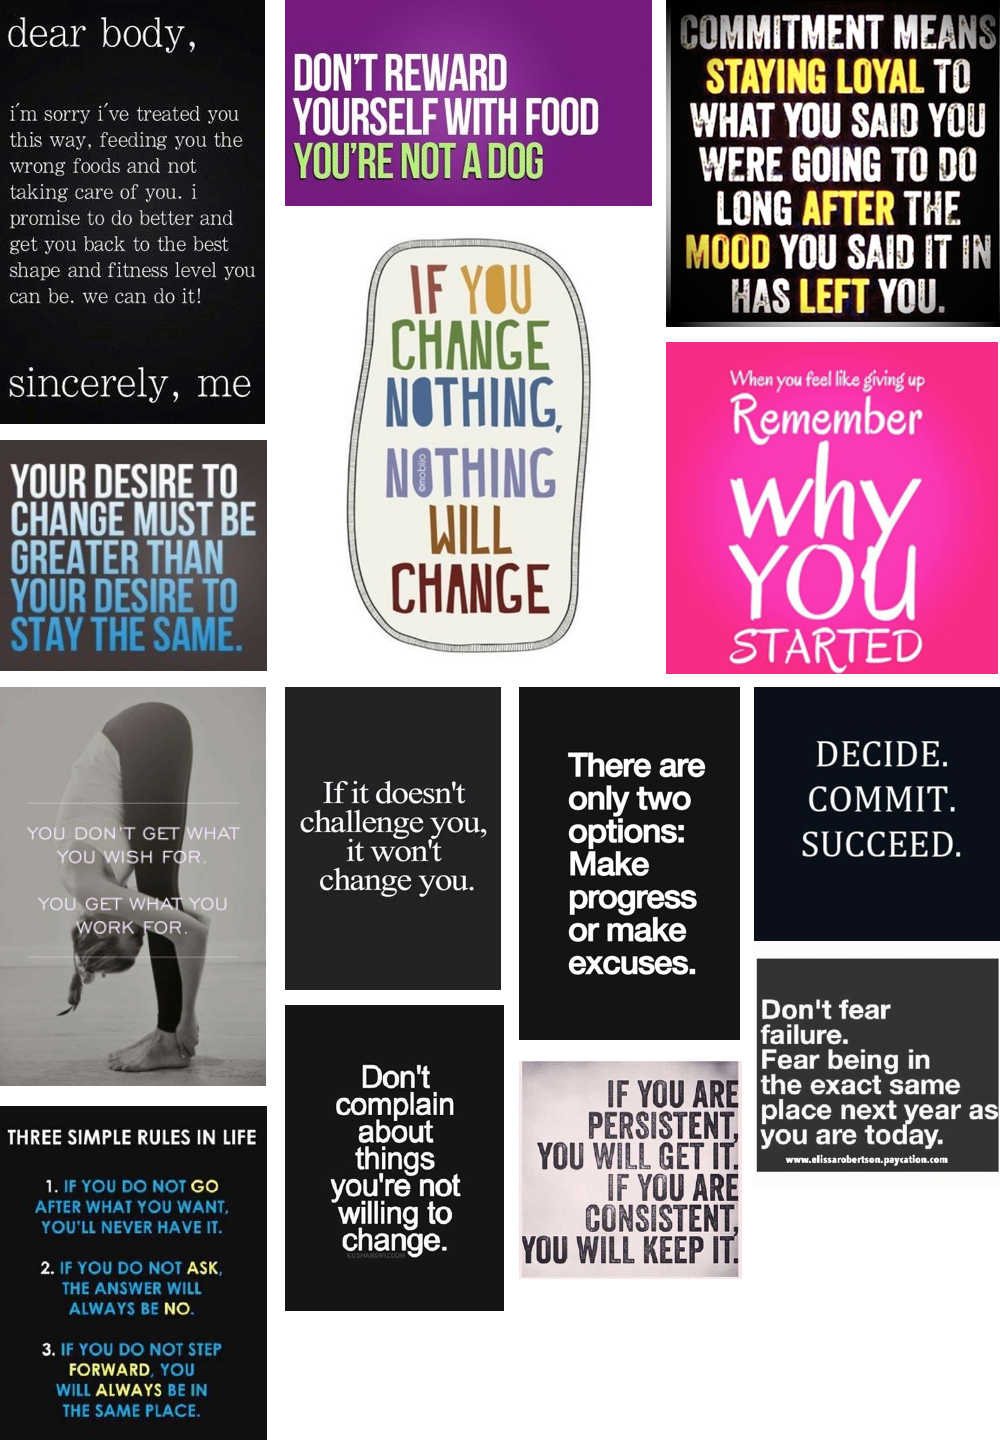 dear body,
i'm sorry i've treated you
this way, feeding you the
wrong foods and not
taking care of you. i
promise to do better and
get you back to the best
shape and fitness level you
can be. we can do it!
sincerely, me
DON'T REWARD
YOURSELF WITH FOOD
YOU'RE NOT A DOG
COMMITMENT MEANS
STAYING LOYAL TO
WHAT YOU SAID YOU
WERE GOING TO DO
LONG AFTER THE
MOOD YOU SAID IT IN
HAS LEFT YOU.
IF YOU
CHANGE
NOTHING,
NOTHING
©mobijo
WILL
CHANGE
When you feel like giving up
Remember
why
YOU
STARTED
YOUR DESIRE TO
CHANGE MUST BE
GREATER THAN
YOUR DESIRE TO
STAY THE SAME.
YOU DON'T GET WHAT
YOU WISH FOR.
YOU GET WHAT YOU
WORK FOR.
If it doesn't
challenge you,
it won't
change you.
There are
only two
options:
Make
progress
or make
excuses.
DECIDE.
COMMIT.
SUCCEED.
Don't fear
failure.
Fear being in
the exact same
place next year as
you are today.
www.elissarobertson.paycation.com
Don't
complain
about
things
you're not
willing to
change.
IF YOU ARE
PERSISTENT,
YOU WILL GET IT.
IF YOU ARE
CONSISTENT,
YOU WILL KEEP IT.
THREE SIMPLE RULES IN LIFE
1. IF YOU DO NOT GO
AFTER WHAT YOU WANT,
YOU'LL NEVER HAVE IT.
2. IF YOU DO NOT ASK,
THE ANSWER WILL
ALWAYS BE NO.
3. IF YOU DO NOT STEP
FORWARD, YOU
WILL ALWAYS BE IN
THE SAME PLACE.